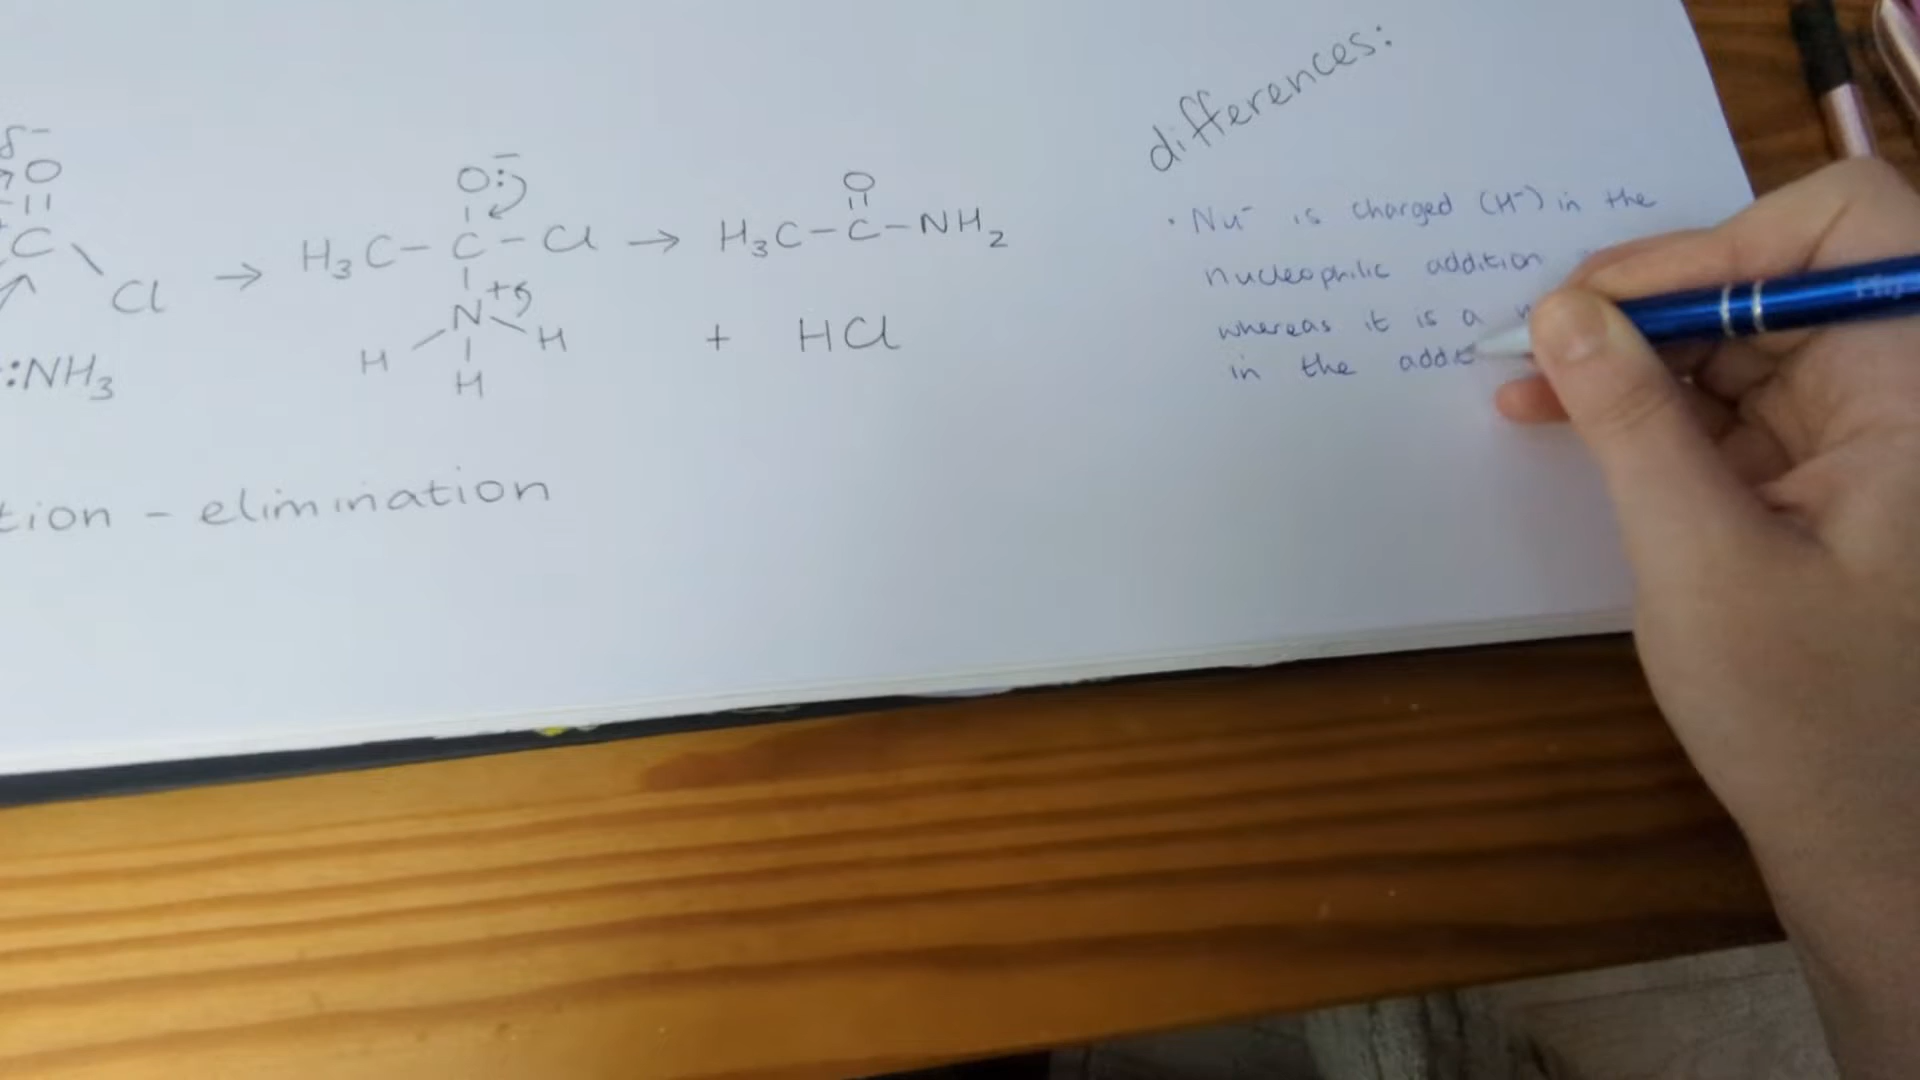 δ-
O
C
Cl
:NH3
→
O:-
H3C-C-Cl
N+
H
H
H
→
O
H3C-C-NH2
+ HCl
tion - elimination
differences:
• Nu- is charged (H-) in the
nucleophilic addition
whereas it is a
in the